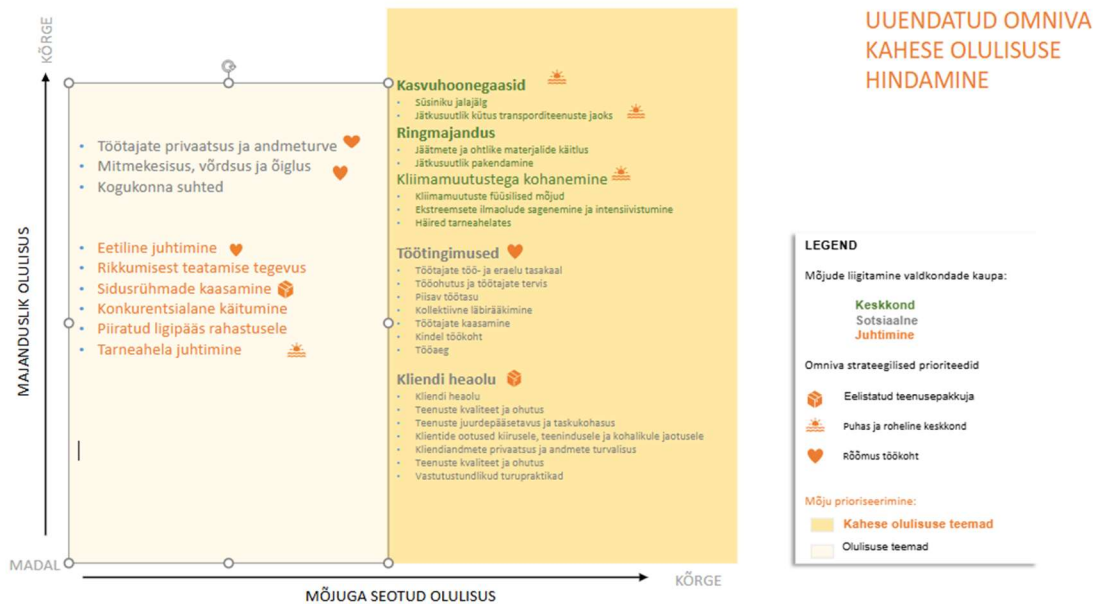 UUENDATUD OMNIVA
KAHESE OLULISUSE
HINDAMINE
KÕRGE
MAJANDUSLIK OLULISUS
MADAL
Töötajate privaatsus ja andmeturve
Mitmekesisus, võrdsus ja õiglus
Kogukonna suhted
Eetiline juhtimine
Rikkumisest teatamise tegevus
Sidusrühmade kaasamine
Konkurentsialane käitumine
Piiratud ligipääs rahastusele
Tarneahela juhtimine
Kasvuhoonegaasid
Süsiniku jalajälg
Jätkusuutlik kütus transporditeenuste jaoks
Ringmajandus
Jäätmete ja ohtlike materjalide käitlus
Jätkusuutlik pakendamine
Kliimamuutustega kohanemine
Kliimamuutuste füüsilised mõjud
Ekstreemsete ilmaolude sagenemine ja intensiivistumine
Häired tarneahelates
Töötingimused
Töötajate töö- ja eraelu tasakaal
Tööohutus ja töötajate tervis
Piisav töötasu
Kollektiivne läbirääkimine
Töötajate kaasamine
Kindel töökoht
Tööaeg
Kliendi heaolu
Kliendi heaolu
Teenuste kvaliteet ja ohutus
Teenuste juurdepääsetavus ja taskukohasus
Klientide ootused kiirusele, teenindusele ja kohalikule jaotusele
Kliendiandmete privaatsus ja andmete turvalisus
Teenuste kvaliteet ja ohutus
Vastutustundlikud turupraktikad
KÕRGE
MÕJUGA SEOTUD OLULISUS
LEGEND
Mõjude liigitamine valdkondade kaupa:
Keskkond
Sotsiaalne
Juhtimine
Omniva strateegilised prioriteedid
Eelistatud teenusepakkuja
Puhas ja roheline keskkond
Rõõmus töökoht
Mõju prioriseerimine:
Kahese olulisuse teemad
Olulisuse teemad